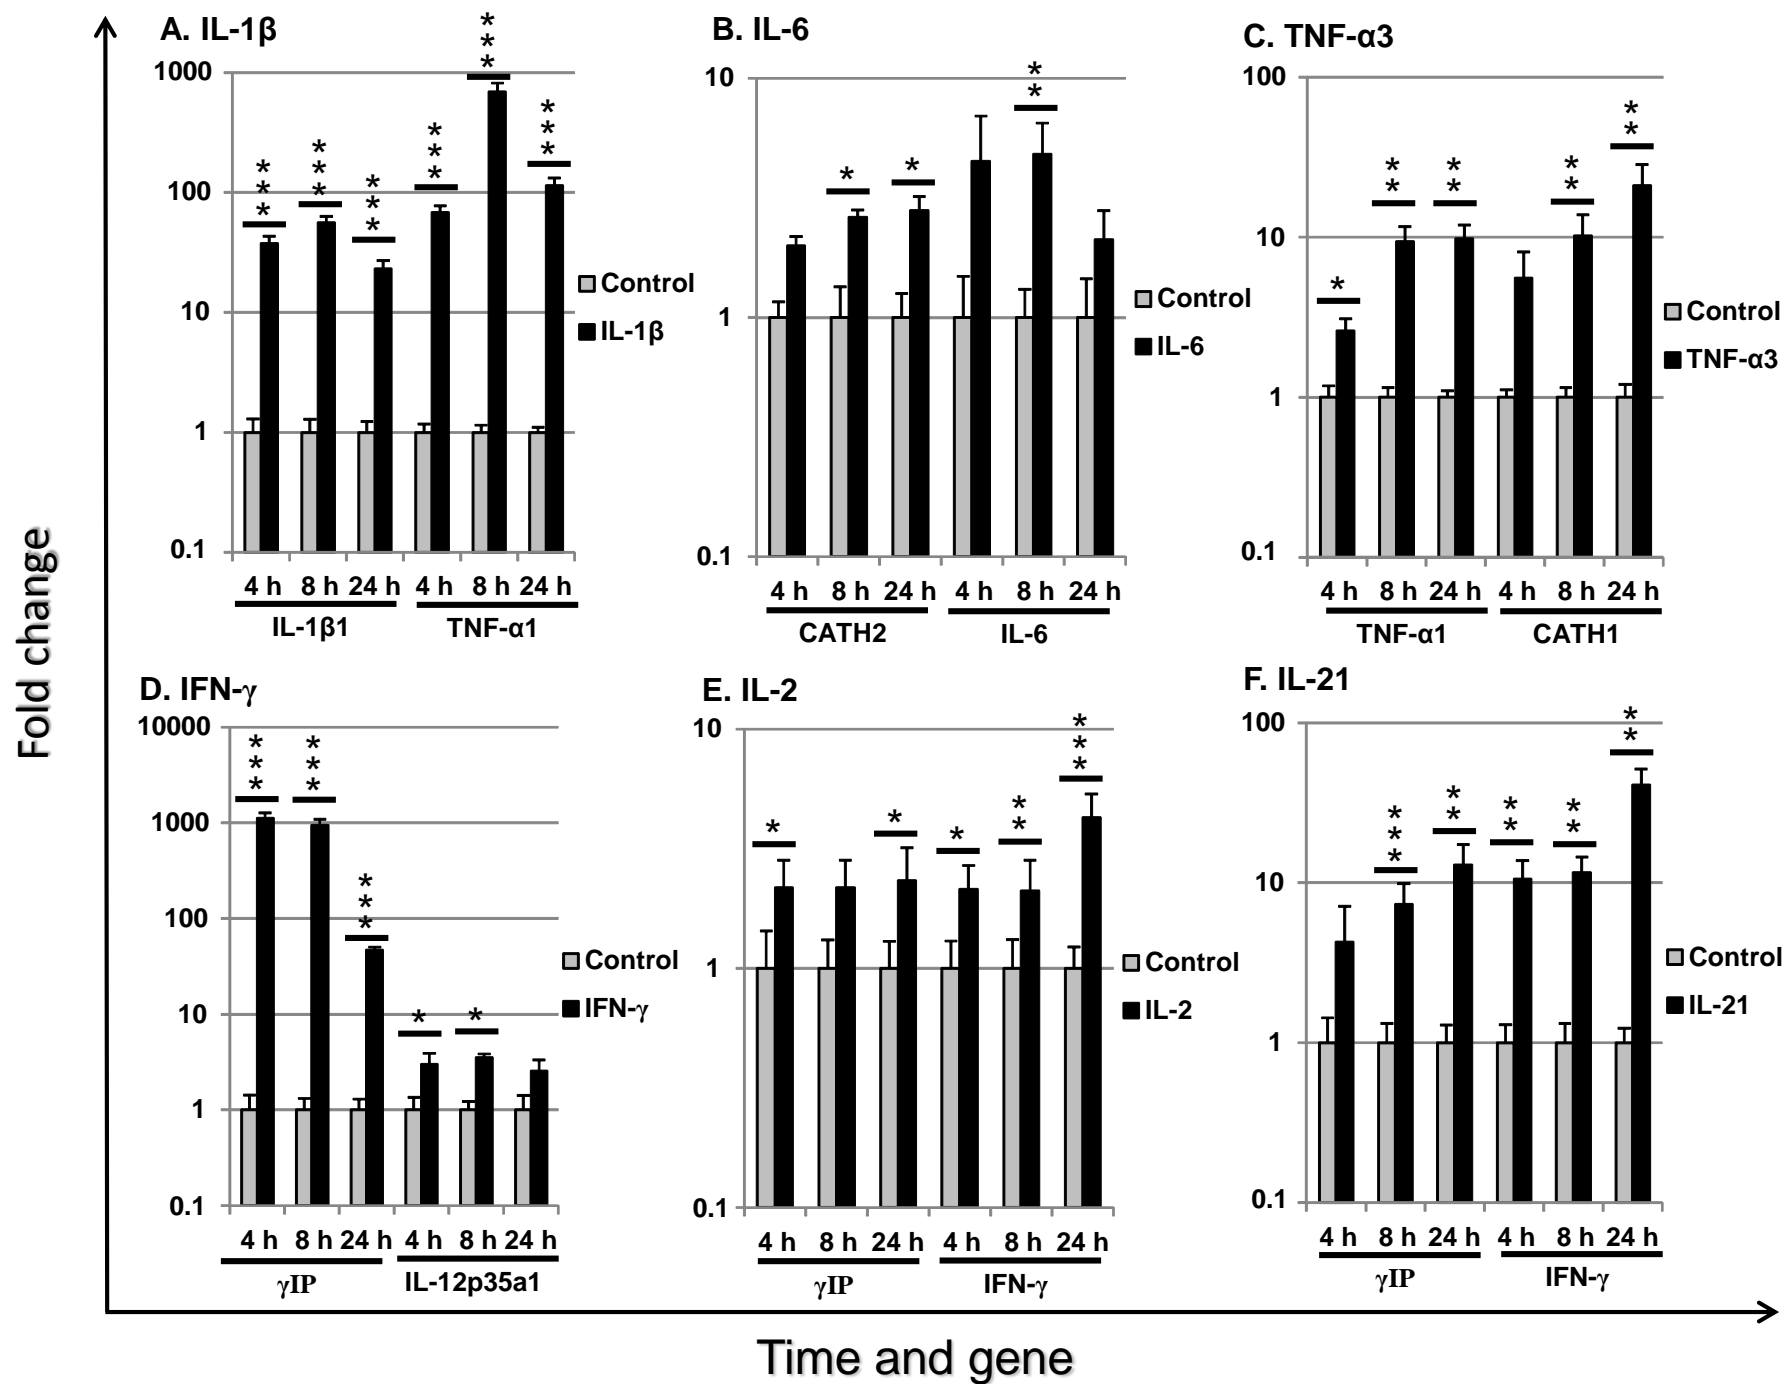 A. IL-1β
***
***
***
***
***
***
1000
100
10
1
0.1
Control
IL-1β
4 h 8 h 24 h 4 h 8 h 24 h
IL-1β1 TNF-α1
B. IL-6
*
*
**
10
1
0.1
Control
IL-6
4 h 8 h 24 h 4 h 8 h 24 h
CATH2 IL-6
C. TNF-α3
*
**
**
**
**
100
10
1
0.1
Control
TNF-α3
4 h 8 h 24 h 4 h 8 h 24 h
TNF-α1 CATH1
Fold change
D. IFN-γ
***
***
***
*
*
10000
1000
100
10
1
0.1
Control
IFN-γ
4 h 8 h 24 h 4 h 8 h 24 h
γIP IL-12p35a1
E. IL-2
*
*
*
**
***
10
1
0.1
Control
IL-2
4 h 8 h 24 h 4 h 8 h 24 h
γIP IFN-γ
F. IL-21
***
**
**
**
**
100
10
1
0.1
Control
IL-21
4 h 8 h 24 h 4 h 8 h 24 h
γIP IFN-γ
Time and gene